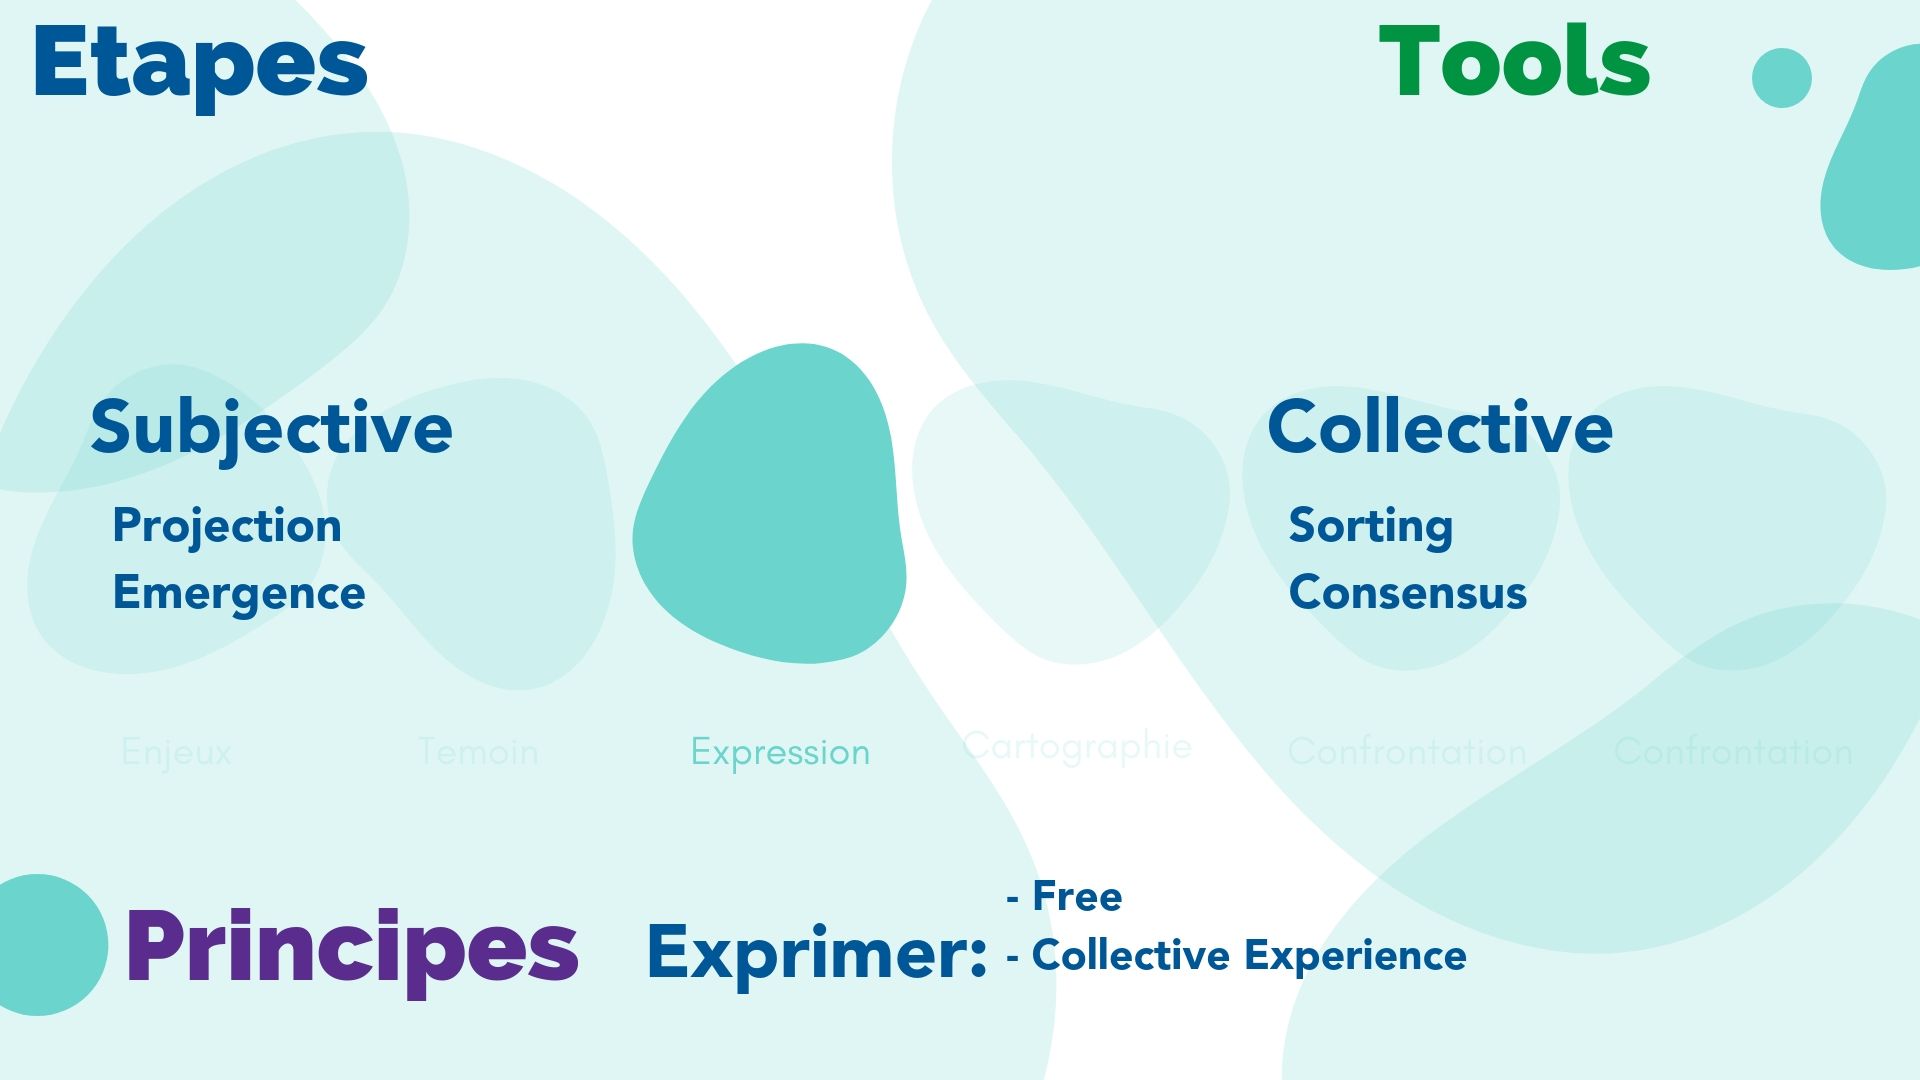 Etapes
Tools
Subjective
Projection
Emergence
Collective
Sorting
Consensus
Enjeux
Temoin
Expression
Cartographie
Confrontation
Confrontation
Principes
Exprimer:
- Free
- Collective Experience